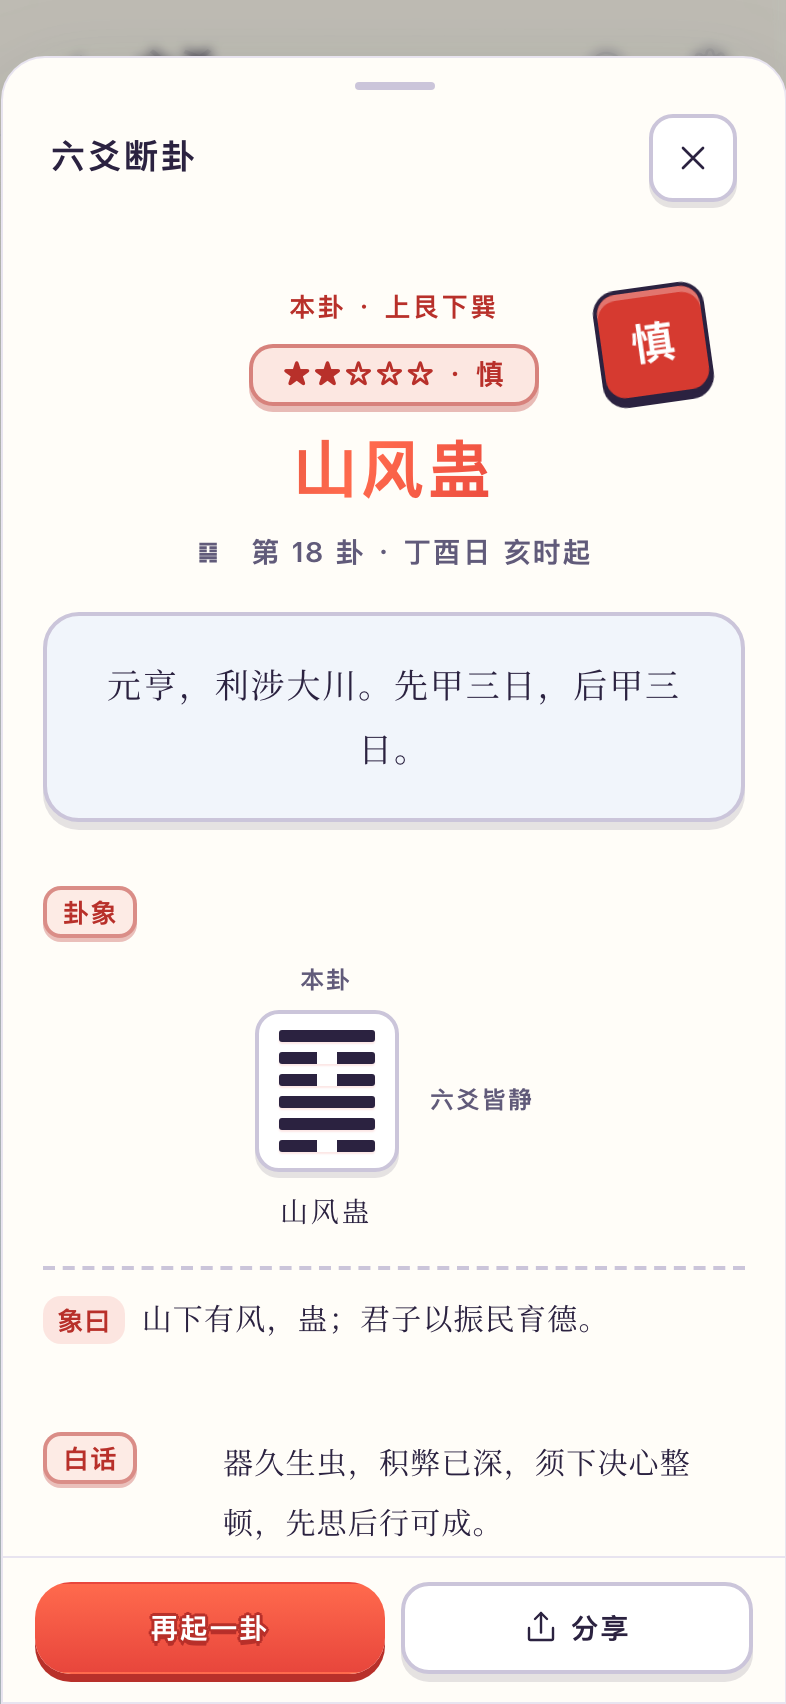 六爻断卦
本卦 · 上艮下巽
★★☆☆☆ · 慎
慎
山风蛊
䷑ 第 18 卦 · 丁酉日 亥时起
元亨，利涉大川。先甲三日，后甲三
日。
卦象
本卦
六爻皆静
山风蛊
象曰 山下有风，蛊；君子以振民育德。
白话 器久生虫，积弊已深，须下决心整
顿，先思后行可成。
再起一卦
分享